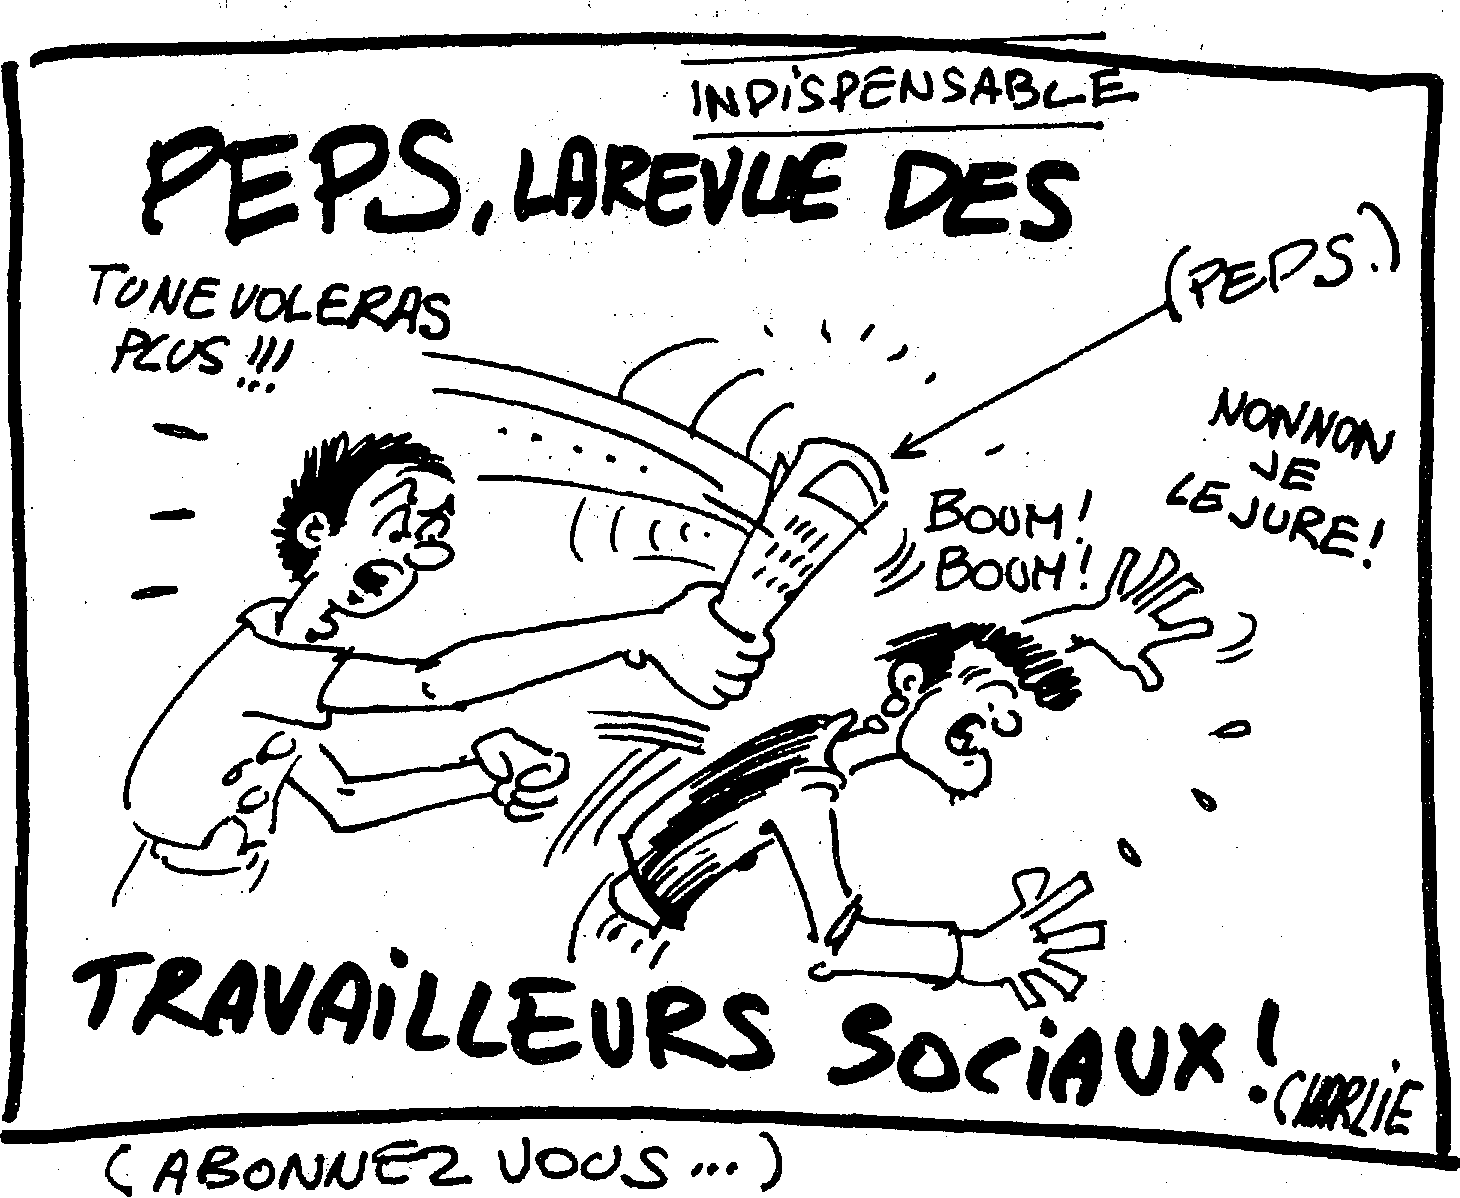 INDISPENSABLE
PEPS, LA REVUE DES
(PEPS.)
TU NE VOLERAS
PLUS !!!
NON NON
JE
LE JURE !
BOUM !
BOUM !
TRAVAILLEURS SOCIAUX !
CHARLIE
(ABONNEZ VOUS ...)